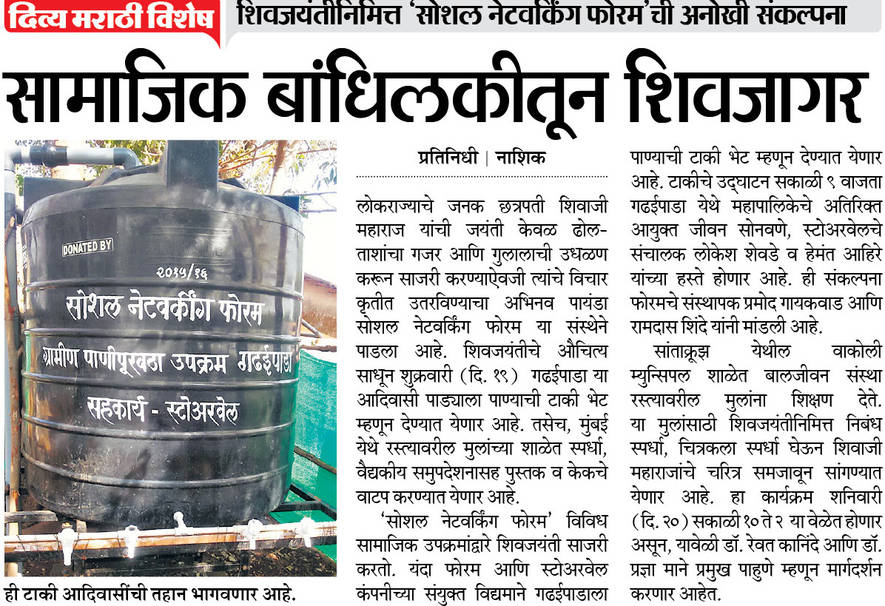 दिव्य मराठी विशेष
शिवजयंतीनिमित्त ‘सोशल नेटवर्किंग फोरम’ची अनोखी संकल्पना
सामाजिक बांधिलकीतून शिवजागर
DONATED BY
२०१५/१६
सोशल नेटवर्कींग फोरम
ग्रामीण पाणीपूरवठा उपक्रम गढईपाडा
सहकार्य - स्टोअरवेल
ही टाकी आदिवासींची तहान भागवणार आहे.
प्रतिनिधी | नाशिक
लोकराज्याचे जनक छत्रपती शिवाजी
महाराज यांची जयंती केवळ ढोल-
ताशांचा गजर आणि गुलालाची उधळण
करून साजरी करण्याऐवजी त्यांचे विचार
कृतीत उतरविण्याचा अभिनव पायंडा
सोशल नेटवर्किंग फोरम या संस्थेने
पाडला आहे. शिवजयंतीचे औचित्य
साधून शुक्रवारी (दि. १९) गढईपाडा या
आदिवासी पाड्याला पाण्याची टाकी भेट
म्हणून देण्यात येणार आहे. तसेच, मुंबई
येथे रस्त्यावरील मुलांच्या शाळेत स्पर्धा,
वैद्यकीय समुपदेशनासह पुस्तक व केकचे
वाटप करण्यात येणार आहे.
‘सोशल नेटवर्किंग फोरम’ विविध
सामाजिक उपक्रमांद्वारे शिवजयंती साजरी
करतो. यंदा फोरम आणि स्टोअरवेल
कंपनीच्या संयुक्त विद्यमाने गढईपाडाला
पाण्याची टाकी भेट म्हणून देण्यात येणार
आहे. टाकीचे उद्घाटन सकाळी ९ वाजता
गढईपाडा येथे महापालिकेचे अतिरिक्त
आयुक्त जीवन सोनवणे, स्टोअरवेलचे
संचालक लोकेश शेवडे व हेमंत आहिरे
यांच्या हस्ते होणार आहे. ही संकल्पना
फोरमचे संस्थापक प्रमोद गायकवाड आणि
रामदास शिंदे यांनी मांडली आहे.
सांताक्रूझ येथील वाकोली
म्युन्सिपल शाळेत बालजीवन संस्था
रस्त्यावरील मुलांना शिक्षण देते.
या मुलांसाठी शिवजयंतीनिमित्त निबंध
स्पर्धा, चित्रकला स्पर्धा घेऊन शिवाजी
महाराजांचे चरित्र समजावून सांगण्यात
येणार आहे. हा कार्यक्रम शनिवारी
(दि. २०) सकाळी १० ते २ या वेळेत होणार
असून, यावेळी डॉ. रेवत कानिंदे आणि डॉ.
प्रज्ञा माने प्रमुख पाहुणे म्हणून मार्गदर्शन
करणार आहेत.